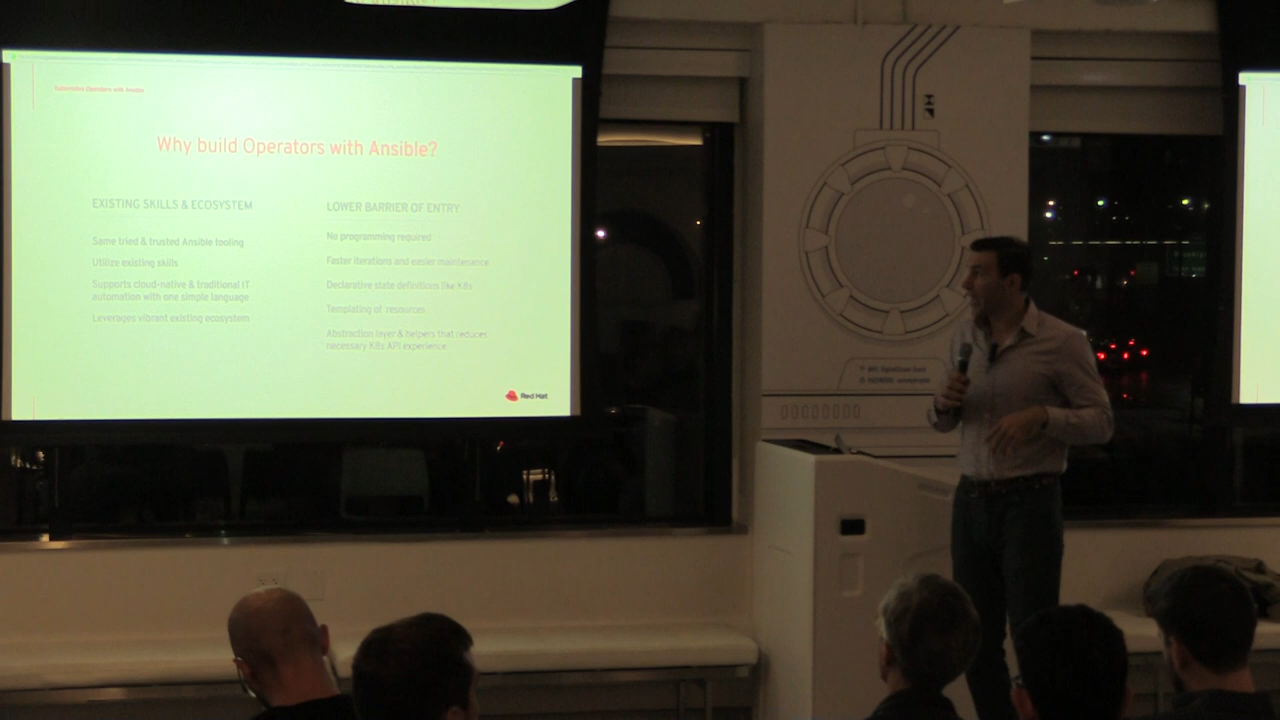 Kubernetes Operators with Ansible
Why build Operators with Ansible?
EXISTING SKILLS & ECOSYSTEM
Same tried & trusted Ansible tooling
Utilize existing skills
Supports cloud-native & traditional IT
automation with one simple language
Leverages vibrant existing ecosystem
LOWER BARRIER OF ENTRY
No programming required
Faster iterations and easier maintenance
Declarative state definitions like K8s
Templating of resources
Abstraction layer & helpers that reduces
necessary K8s API experience
Red Hat